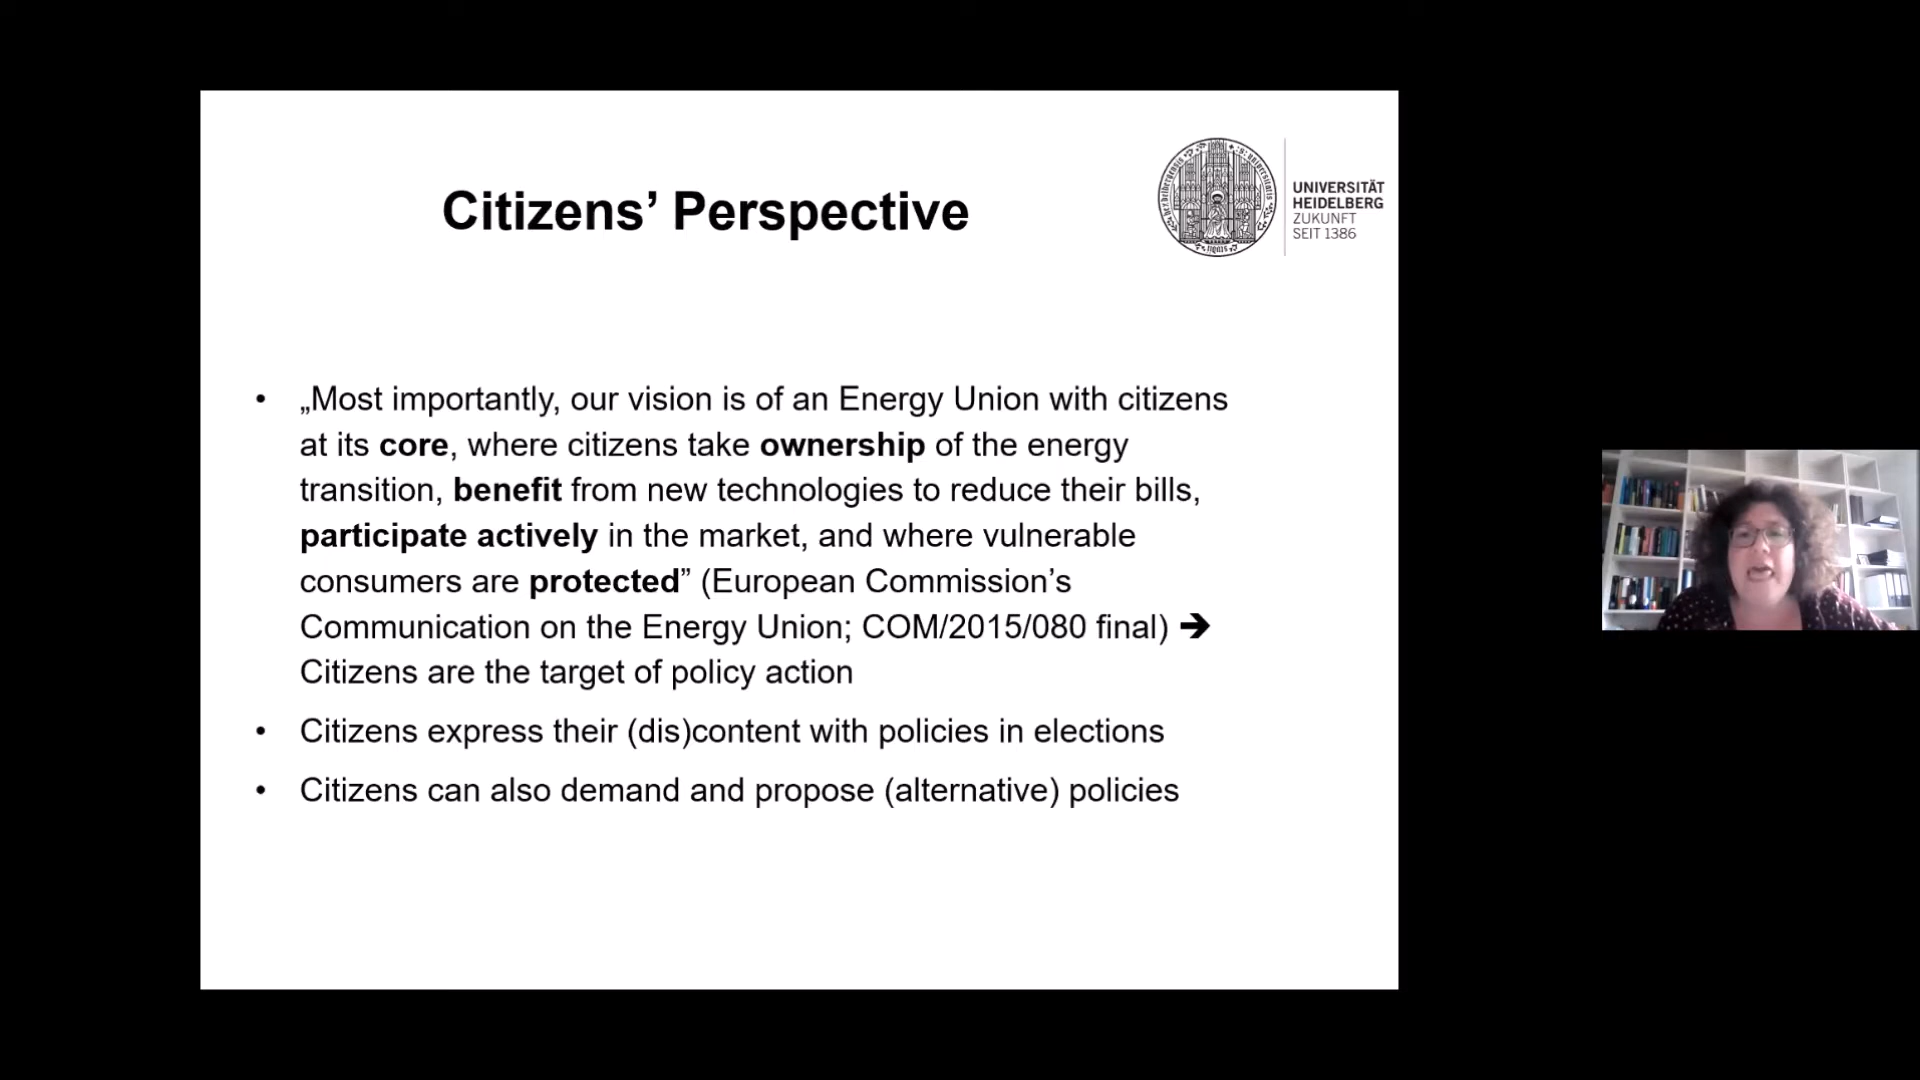 Citizens’ Perspective
UNIVERSITÄT
HEIDELBERG
ZUKUNFT
SEIT 1386
• „Most importantly, our vision is of an Energy Union with citizens
at its core, where citizens take ownership of the energy
transition, benefit from new technologies to reduce their bills,
participate actively in the market, and where vulnerable
consumers are protected” (European Commission’s
Communication on the Energy Union; COM/2015/080 final) ➔
Citizens are the target of policy action
• Citizens express their (dis)content with policies in elections
• Citizens can also demand and propose (alternative) policies